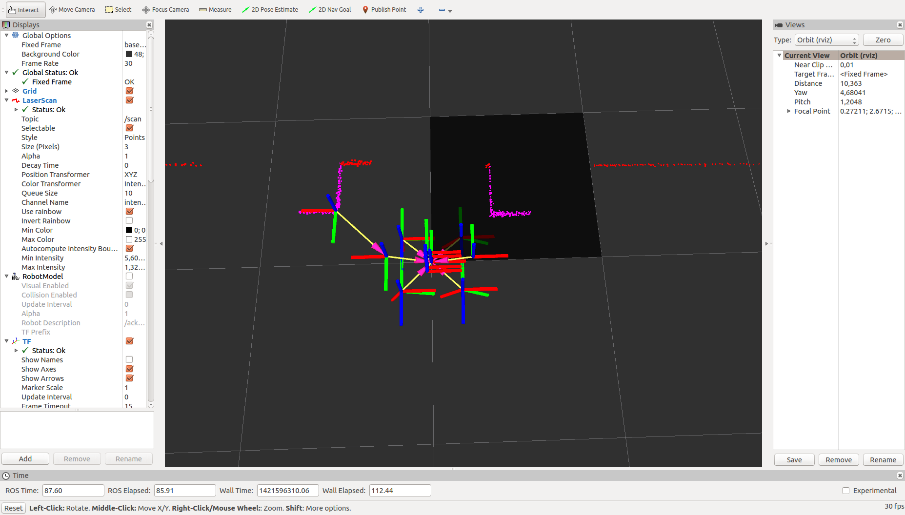 Interact Move Camera Select Focus Camera Measure 2D Pose Estimate 2D Nav Goal Publish Point
Displays
Global Options
Fixed Frame base...
Background Color 48;
Frame Rate 30
Global Status: Ok
Fixed Frame OK
Grid
LaserScan
Status: Ok
Topic /scan
Selectable
Style Points
Size (Pixels) 3
Alpha 1
Decay Time 0
Position Transformer XYZ
Color Transformer Inten...
Queue Size 10
Channel Name inten...
Use rainbow
Invert Rainbow
Min Color 0; 0
Max Color 255
Autocompute Intensity Bou...
Min Intensity 5,60...
Max Intensity 1,32...
RobotModel
Visual Enabled
Collision Enabled
Update Interval 0
Alpha 1
Robot Description /ack...
TF Prefix
TF
Status: Ok
Show Names
Show Axes
Show Arrows
Marker Scale 1
Update Interval 0
Frame Timeout 15
Add Remove Rename
Views
Type: Orbit (rviz) Zero
Current View Orbit (rviz)
Near Clip ... 0,01
Target Fra... <Fixed Frame>
Distance 10,363
Yaw 4,68041
Pitch 1,2048
Focal Point 0.27211; 2.6715; ...
Save Remove Rename
Time
ROS Time: 87.60 ROS Elapsed: 85.91 Wall Time: 1421596310.06 Wall Elapsed: 112.44 Experimental
Reset Left-Click: Rotate. Middle-Click: Move X/Y. Right-Click/Mouse Wheel:: Zoom. Shift: More options. 30 fps